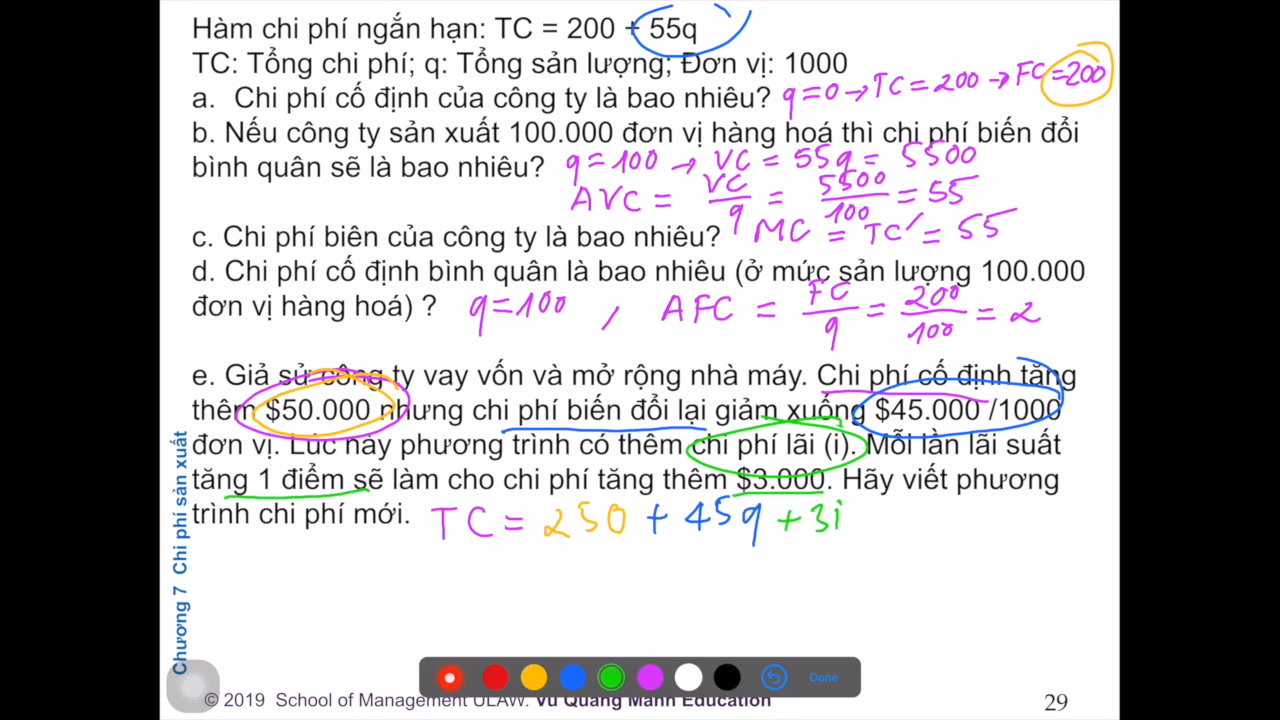 Hàm chi phí ngắn hạn: TC = 200 + 55q
TC: Tổng chi phí; q: Tổng sản lượng; Đơn vị: 1000
a. Chi phí cố định của công ty là bao nhiêu? q=0 → TC = 200 → FC = 200
b. Nếu công ty sản xuất 100.000 đơn vị hàng hoá thì chi phí biến đổi
bình quân sẽ là bao nhiêu? q=100 → VC = 55q = 5500
AVC = VC/q = 5500/100 = 55
c. Chi phí biên của công ty là bao nhiêu? MC = TC' = 55
d. Chi phí cố định bình quân là bao nhiêu (ở mức sản lượng 100.000
đơn vị hàng hoá) ? q=100 , AFC = FC/q = 200/100 = 2
e. Giả sử công ty vay vốn và mở rộng nhà máy. Chi phí cố định tăng
thêm $50.000 nhưng chi phí biến đổi lại giảm xuống $45.000 /1000
đơn vị. Lúc này phương trình có thêm chi phí lãi (i). Mỗi lần lãi suất
tăng 1 điểm sẽ làm cho chi phí tăng thêm $3.000. Hãy viết phương
trình chi phí mới. TC = 250 + 45q + 3i
Chương 7 Chi phí sản xuất
Done
© 2019 School of Management ULAW. Vũ Quang Mạnh Education
29